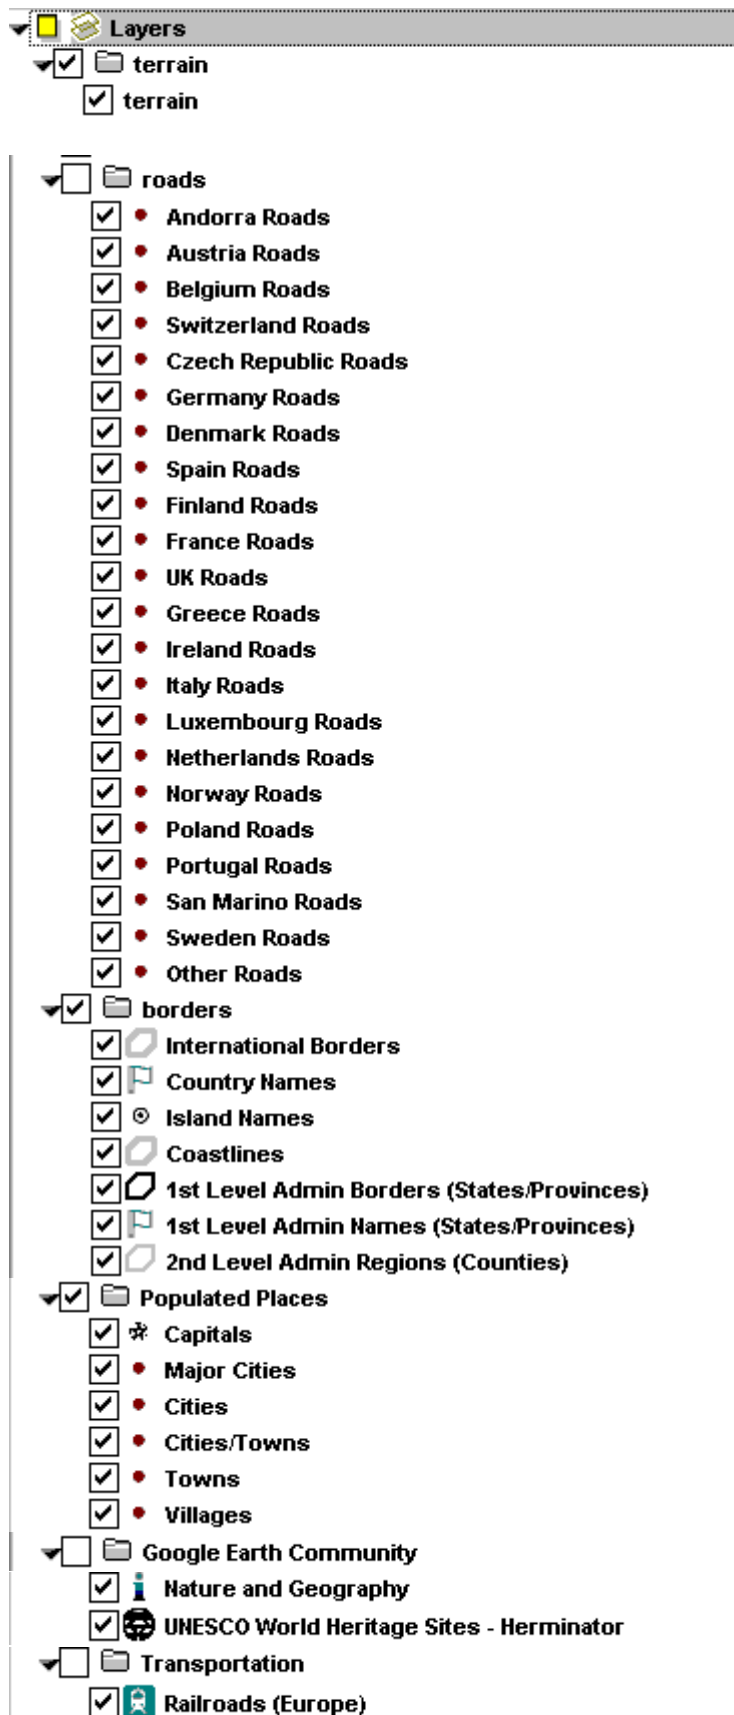 Layers
terrain
terrain
roads
Andorra Roads
Austria Roads
Belgium Roads
Switzerland Roads
Czech Republic Roads
Germany Roads
Denmark Roads
Spain Roads
Finland Roads
France Roads
UK Roads
Greece Roads
Ireland Roads
Italy Roads
Luxembourg Roads
Netherlands Roads
Norway Roads
Poland Roads
Portugal Roads
San Marino Roads
Sweden Roads
Other Roads
borders
International Borders
Country Names
Island Names
Coastlines
1st Level Admin Borders (States/Provinces)
1st Level Admin Names (States/Provinces)
2nd Level Admin Regions (Counties)
Populated Places
Capitals
Major Cities
Cities
Cities/Towns
Towns
Villages
Google Earth Community
Nature and Geography
UNESCO World Heritage Sites - Herminator
Transportation
Railroads (Europe)